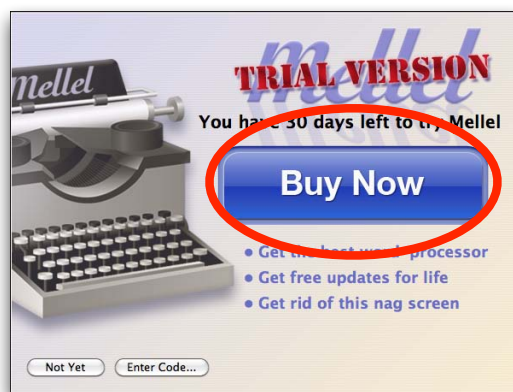 Mellel
TRIAL VERSION
Mellel
You have 30 days left to try Mellel
Buy Now
• Get the best word processor
• Get free updates for life
• Get rid of this nag screen
Not Yet
Enter Code...